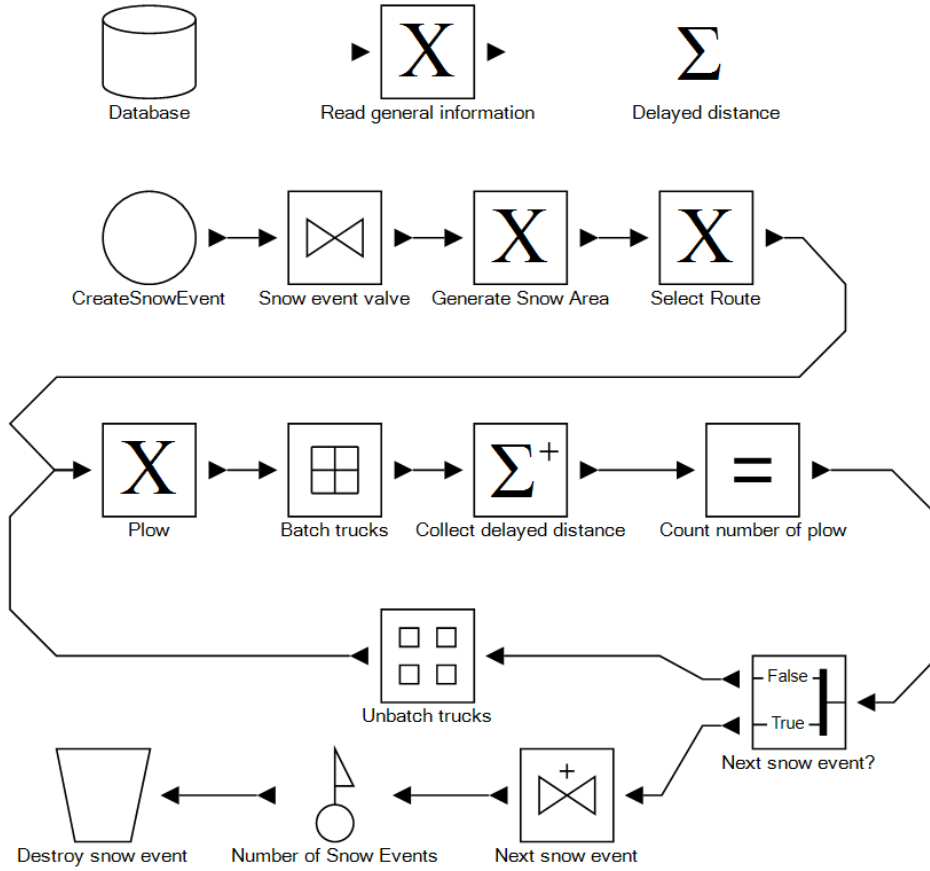 Database
X
Read general information
Σ
Delayed distance
CreateSnowEvent
Snow event valve
X
Generate Snow Area
X
Select Route
X
Plow
Batch trucks
Σ+
Collect delayed distance
=
Count number of plow
Unbatch trucks
False
True
Next snow event?
Destroy snow event
Number of Snow Events
+
Next snow event